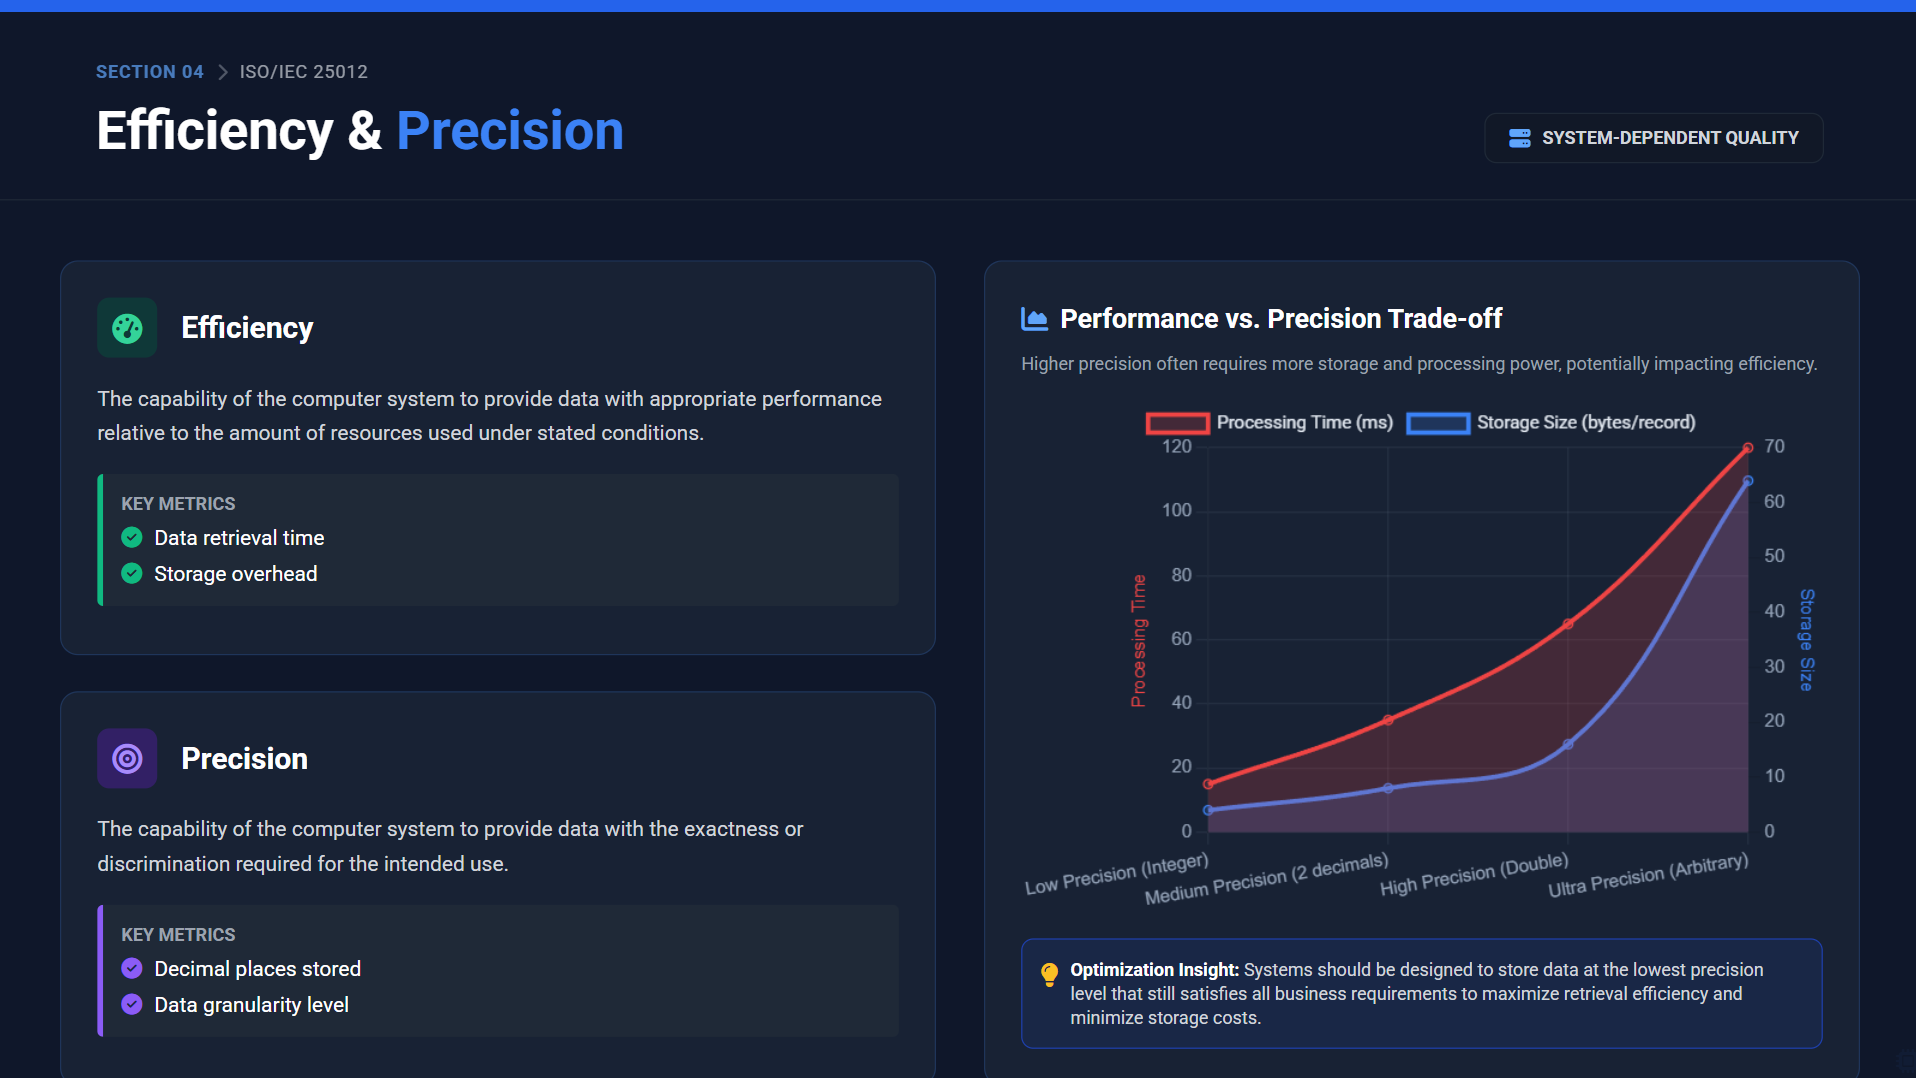 SECTION 04 > ISO/IEC 25012
Efficiency & Precision
SYSTEM-DEPENDENT QUALITY
Efficiency
The capability of the computer system to provide data with appropriate performance
relative to the amount of resources used under stated conditions.
KEY METRICS
Data retrieval time
Storage overhead
Precision
The capability of the computer system to provide data with the exactness or
discrimination required for the intended use.
KEY METRICS
Decimal places stored
Data granularity level
Performance vs. Precision Trade-off
Higher precision often requires more storage and processing power, potentially impacting efficiency.
Processing Time (ms) Storage Size (bytes/record)
Processing Time
120
100
80
60
40
20
0
70
60
50
40
30
20
10
0
Storage Size
Low Precision (Integer)
Medium Precision (2 decimals)
High Precision (Double)
Ultra Precision (Arbitrary)
Optimization Insight: Systems should be designed to store data at the lowest precision
level that still satisfies all business requirements to maximize retrieval efficiency and
minimize storage costs.